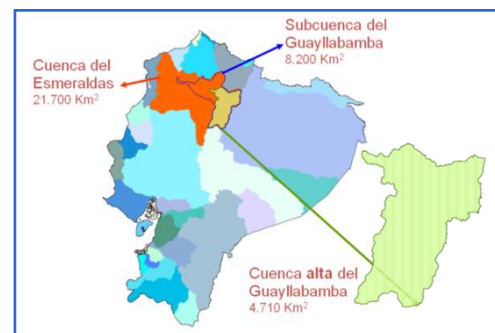 Subcuenca del
Guayllabamba
8.200 Km²
Cuenca del
Esmeraldas
21.700 Km²
Cuenca alta del
Guayllabamba
4.710 Km²